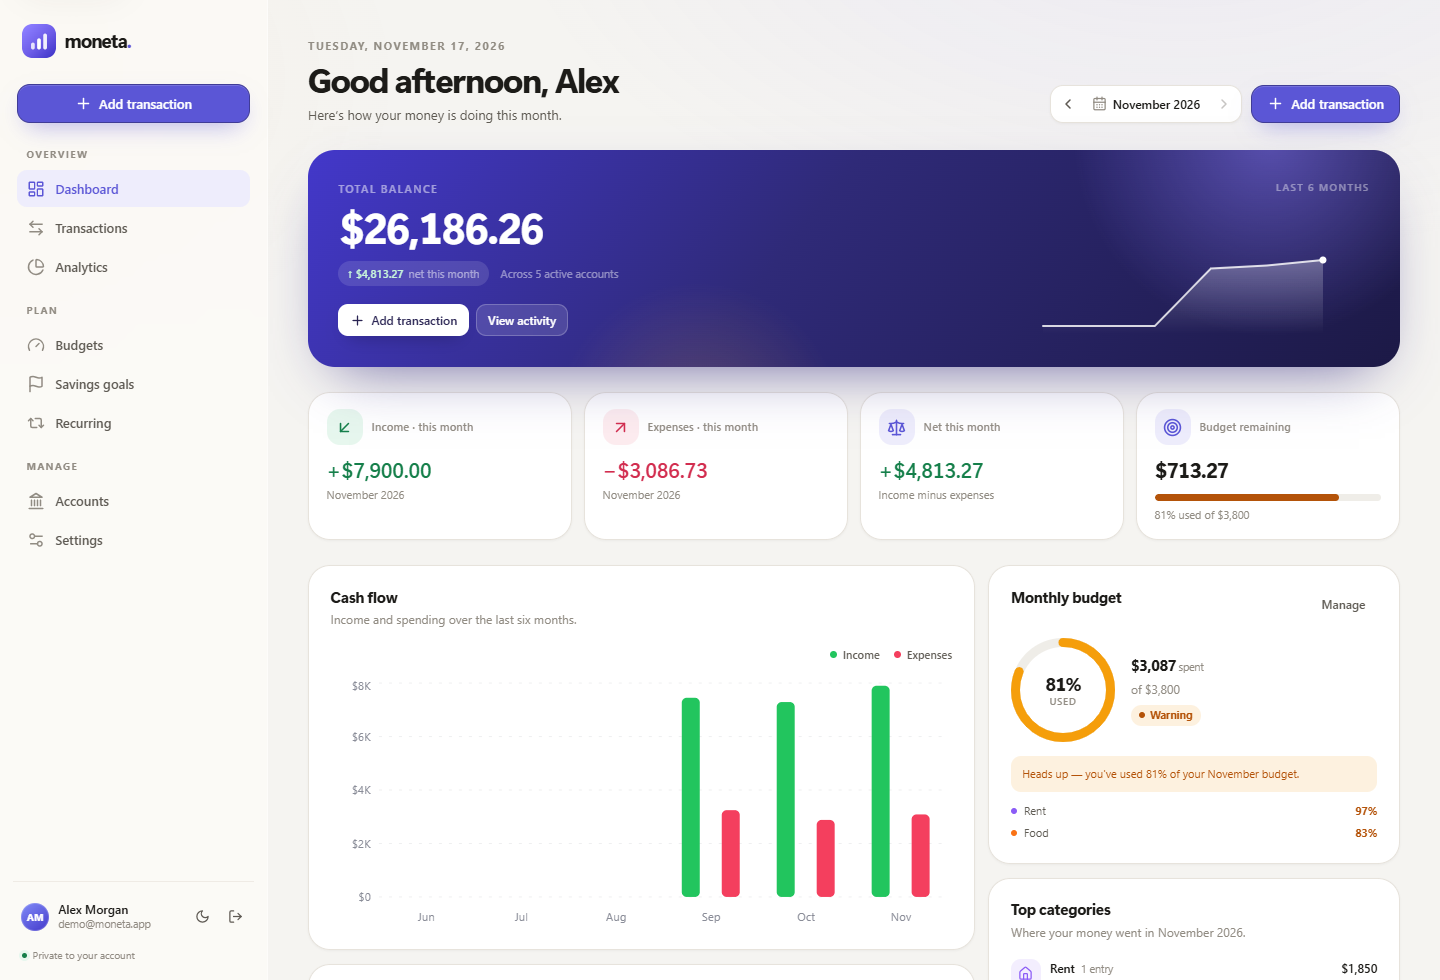 moneta.
Add transaction
OVERVIEW
Dashboard
Transactions
Analytics
PLAN
Budgets
Savings goals
Recurring
MANAGE
Accounts
Settings
AM
Alex Morgan
demo@moneta.app
Private to your account
TUESDAY, NOVEMBER 17, 2026
Good afternoon, Alex
Here's how your money is doing this month.
November 2026
Add transaction
TOTAL BALANCE
$26,186.26
↑ $4,813.27 net this month
Across 5 active accounts
Add transaction
View activity
LAST 6 MONTHS
Income · this month
+$7,900.00
November 2026
Expenses · this month
−$3,086.73
November 2026
Net this month
+$4,813.27
Income minus expenses
Budget remaining
$713.27
81% used of $3,800
Cash flow
Income and spending over the last six months.
Income
Expenses
$8K
$6K
$4K
$2K
$0
Jun
Jul
Aug
Sep
Oct
Nov
Monthly budget
Manage
81%
USED
$3,087 spent
of $3,800
Warning
Heads up — you've used 81% of your November budget.
Rent 97%
Food 83%
Top categories
Where your money went in November 2026.
Rent 1 entry $1,850